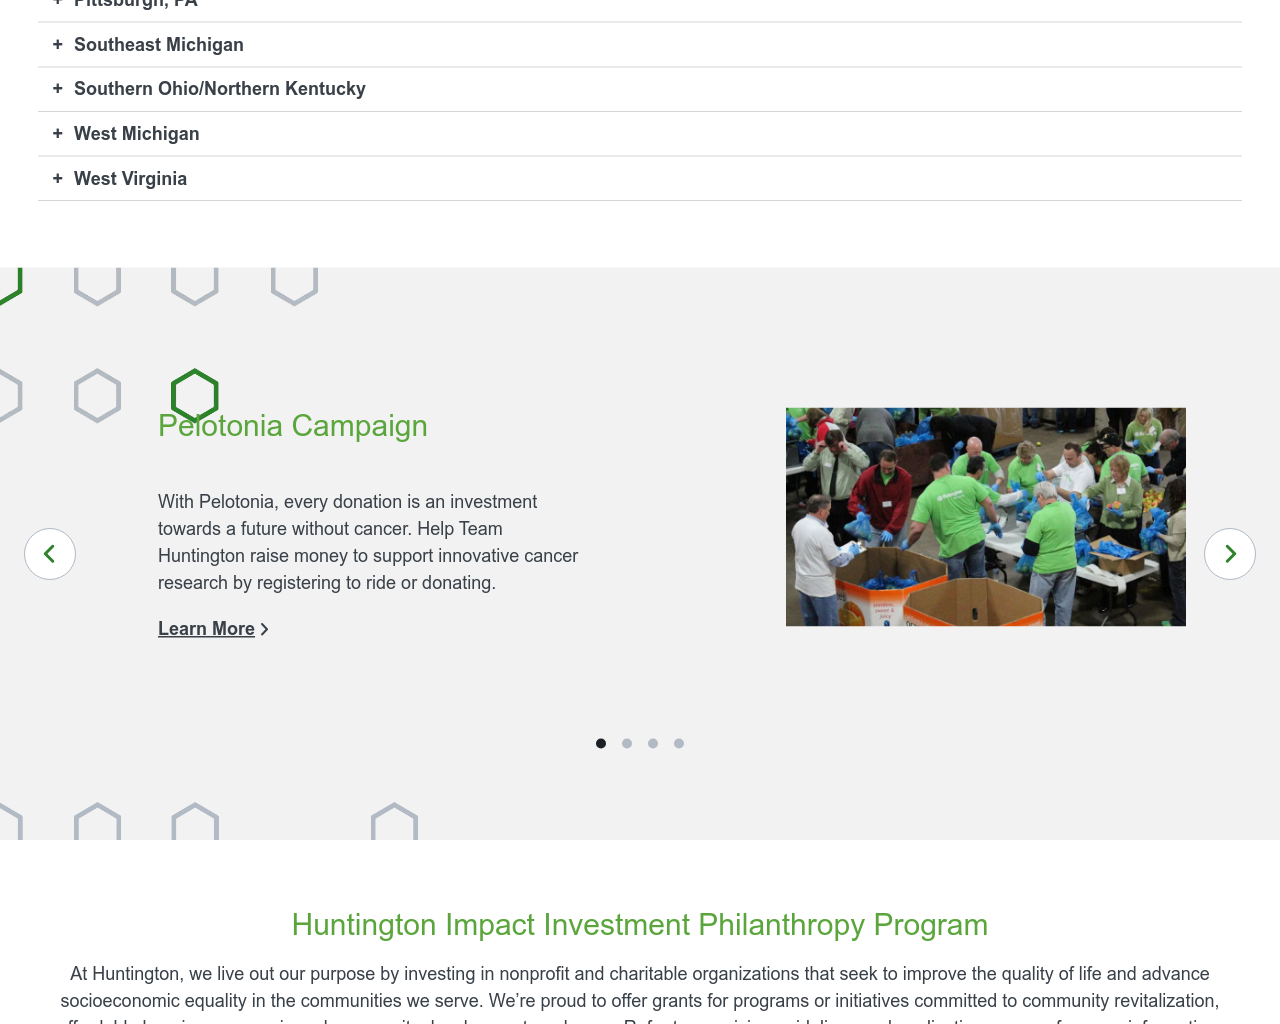 + Pittsburgh, PA
+ Southeast Michigan
+ Southern Ohio/Northern Kentucky
+ West Michigan
+ West Virginia
Pelotonia Campaign
With Pelotonia, every donation is an investment
towards a future without cancer. Help Team
Huntington raise money to support innovative cancer
research by registering to ride or donating.
Learn More
Huntington Impact Investment Philanthropy Program
At Huntington, we live out our purpose by investing in nonprofit and charitable organizations that seek to improve the quality of life and advance
socioeconomic equality in the communities we serve. We’re proud to offer grants for programs or initiatives committed to community revitalization,